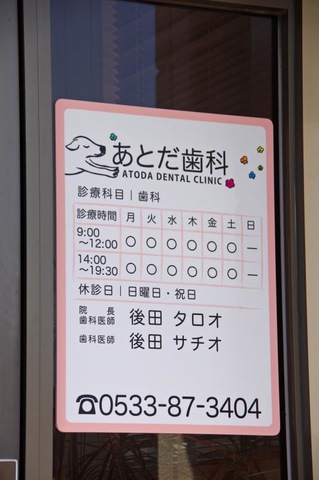 あとだ歯科
ATODA DENTAL CLINIC
診療科目｜歯科
診療時間 月 火 水 木 金 土 日
9:00 〜12:00 ○ ○ ○ ○ ○ ○ ―
14:00 〜19:30 ○ ○ ○ ○ ○ ○ ―
休診日｜日曜日・祝日
院長 歯科医師 後田 タロオ
歯科医師 後田 サチオ
☎0533-87-3404